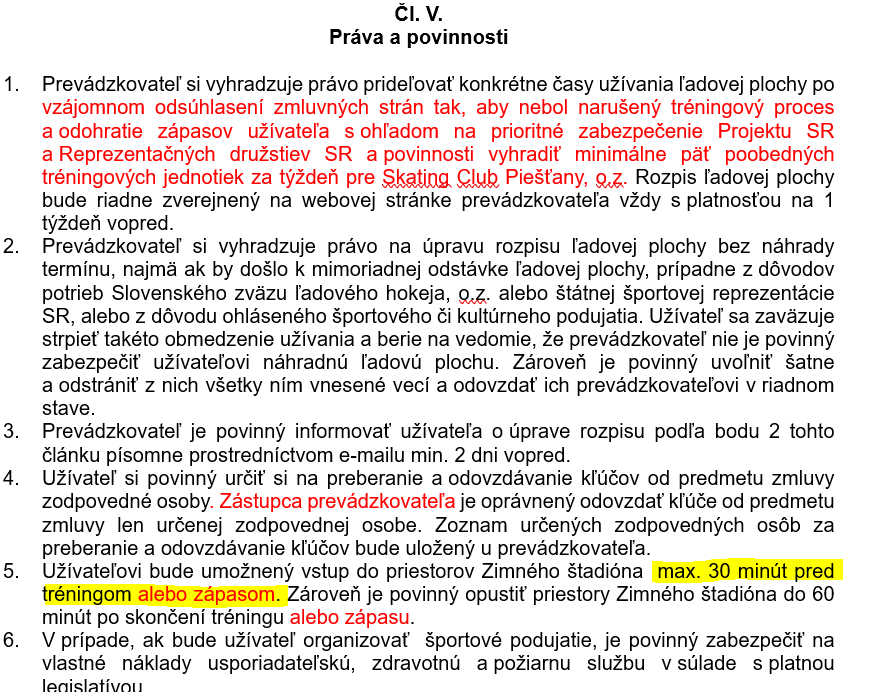 Čl. V.
Práva a povinnosti
1. Prevádzkovateľ si vyhradzuje právo prideľovať konkrétne časy užívania ľadovej plochy po
vzájomnom odsúhlasení zmluvných strán tak, aby nebol narušený tréningový proces
a odohratie zápasov užívateľa s ohľadom na prioritné zabezpečenie Projektu SR
a Reprezentačných družstiev SR a povinnosti vyhradiť minimálne päť poobedných
tréningových jednotiek za týždeň pre Skating Club Piešťany, o.z. Rozpis ľadovej plochy
bude riadne zverejnený na webovej stránke prevádzkovateľa vždy s platnosťou na 1
týždeň vopred.
2. Prevádzkovateľ si vyhradzuje právo na úpravu rozpisu ľadovej plochy bez náhrady
termínu, najmä ak by došlo k mimoriadnej odstávke ľadovej plochy, prípadne z dôvodov
potrieb Slovenského zväzu ľadového hokeja, o.z. alebo štátnej športovej reprezentácie
SR, alebo z dôvodu ohláseného športového či kultúrneho podujatia. Užívateľ sa zaväzuje
strpieť takéto obmedzenie užívania a berie na vedomie, že prevádzkovateľ nie je povinný
zabezpečiť užívateľovi náhradnú ľadovú plochu. Zároveň je povinný uvoľniť šatne
a odstrániť z nich všetky ním vnesené vecí a odovzdať ich prevádzkovateľovi v riadnom
stave.
3. Prevádzkovateľ je povinný informovať užívateľa o úprave rozpisu podľa bodu 2 tohto
článku písomne prostredníctvom e-mailu min. 2 dni vopred.
4. Užívateľ si povinný určiť si na preberanie a odovzdávanie kľúčov od predmetu zmluvy
zodpovedné osoby. Zástupca prevádzkovateľa je oprávnený odovzdať kľúče od predmetu
zmluvy len určenej zodpovednej osobe. Zoznam určených zodpovedných osôb za
preberanie a odovzdávanie kľúčov bude uložený u prevádzkovateľa.
5. Užívateľovi bude umožnený vstup do priestorov Zimného štadióna max. 30 minút pred
tréningom alebo zápasom. Zároveň je povinný opustiť priestory Zimného štadióna do 60
minút po skončení tréningu alebo zápasu.
6. V prípade, ak bude užívateľ organizovať športové podujatie, je povinný zabezpečiť na
vlastné náklady usporiadateľskú, zdravotnú a požiarnu službu v súlade s platnou
legislatívou